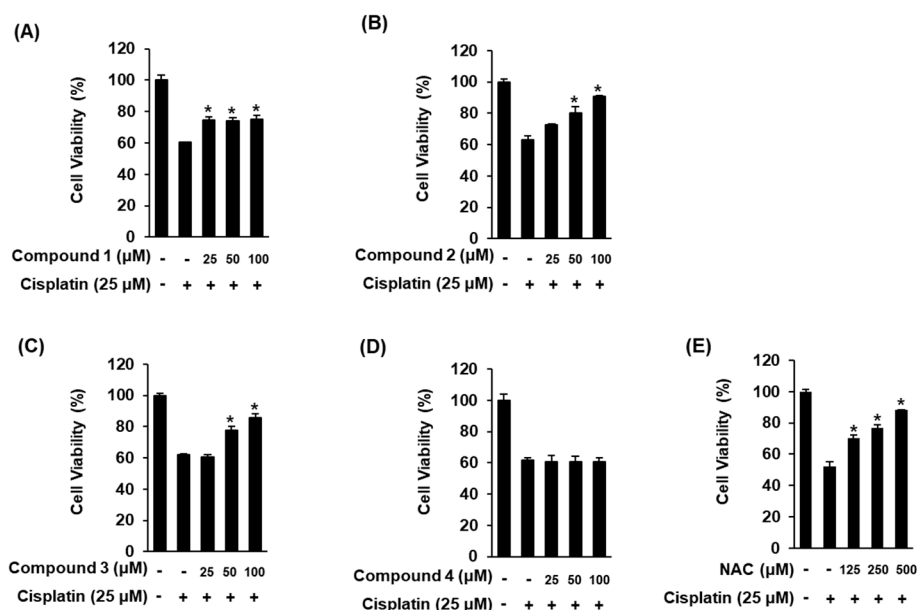 (A)
Cell Viability (%)
120
100
80
60
40
20
0
* * *
Compound 1 (µM) - - 25 50 100
Cisplatin (25 µM) - + + + +
(B)
Cell Viability (%)
120
100
80
60
40
20
0
* *
Compound 2 (µM) - - 25 50 100
Cisplatin (25 µM) - + + + +
(C)
Cell Viability (%)
120
100
80
60
40
20
0
* *
Compound 3 (µM) - - 25 50 100
Cisplatin (25 µM) - + + + +
(D)
Cell Viability (%)
120
100
80
60
40
20
0
Compound 4 (µM) - - 25 50 100
Cisplatin (25 µM) - + + + +
(E)
Cell Viability (%)
120
100
80
60
40
20
0
* * *
NAC (µM) - - 125 250 500
Cisplatin (25 µM) - + + + +